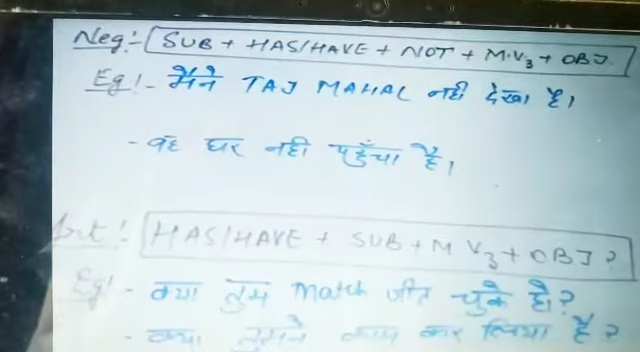 Neg:- SUB + HAS/HAVE + NOT + M.V3 + OBJ.
Eg!- मैंने TAJ MAHAL नही देखा है।
- वह घर नही पहुँचा है।
Int! HAS/HAVE + SUB + M V3 + OBJ ?
Eg!- क्या तुम Match जीत चुके हो?
- क्या तुमने काम कर लिया है ?